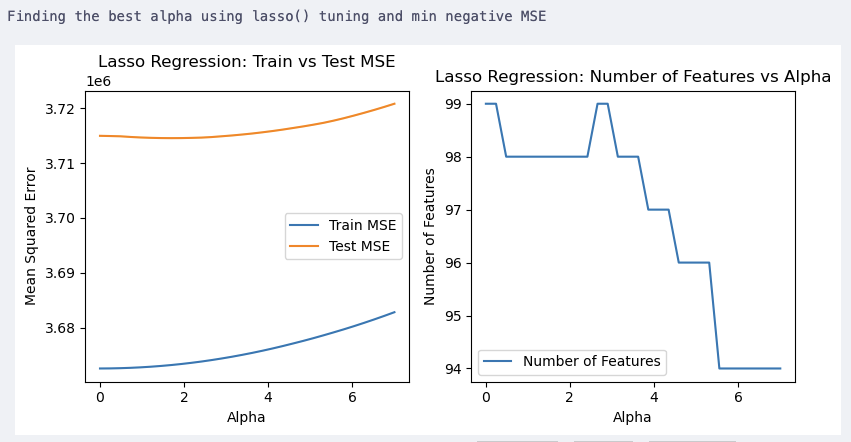 Finding the best alpha using lasso() tuning and min negative MSE
Lasso Regression: Train vs Test MSE
1e6
3.72
3.71
3.70
3.69
3.68
Mean Squared Error
Train MSE
Test MSE
0
2
4
6
Alpha
Lasso Regression: Number of Features vs Alpha
99
98
97
96
95
94
Number of Features
Number of Features
0
2
4
6
Alpha